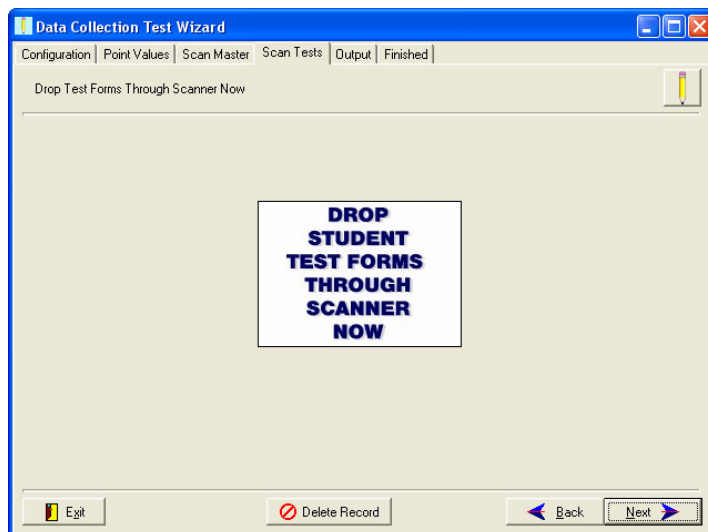 Data Collection Test Wizard
Configuration Point Values Scan Master Scan Tests Output Finished
Drop Test Forms Through Scanner Now
DROP
STUDENT
TEST FORMS
THROUGH
SCANNER
NOW
Exit Delete Record Back Next